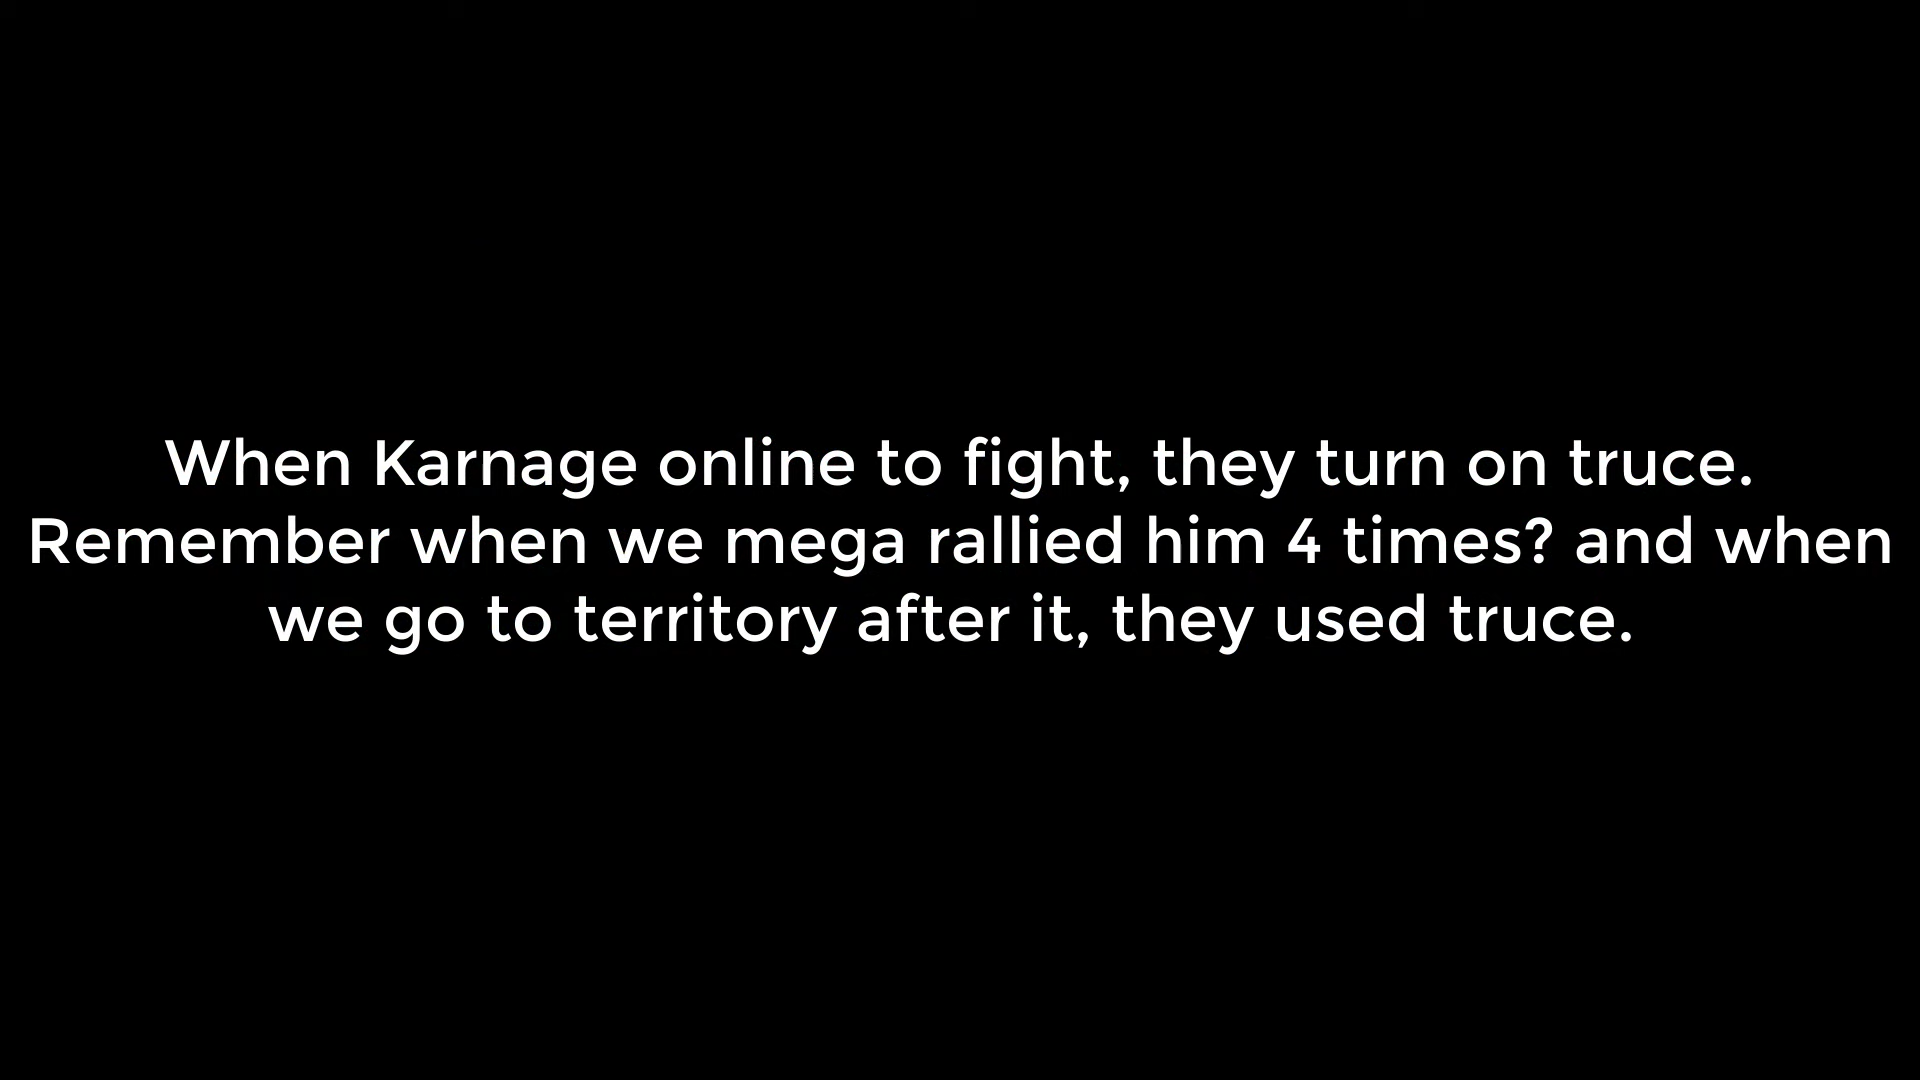 When Karnage online to fight, they turn on truce.
Remember when we mega rallied him 4 times? and when
we go to territory after it, they used truce.